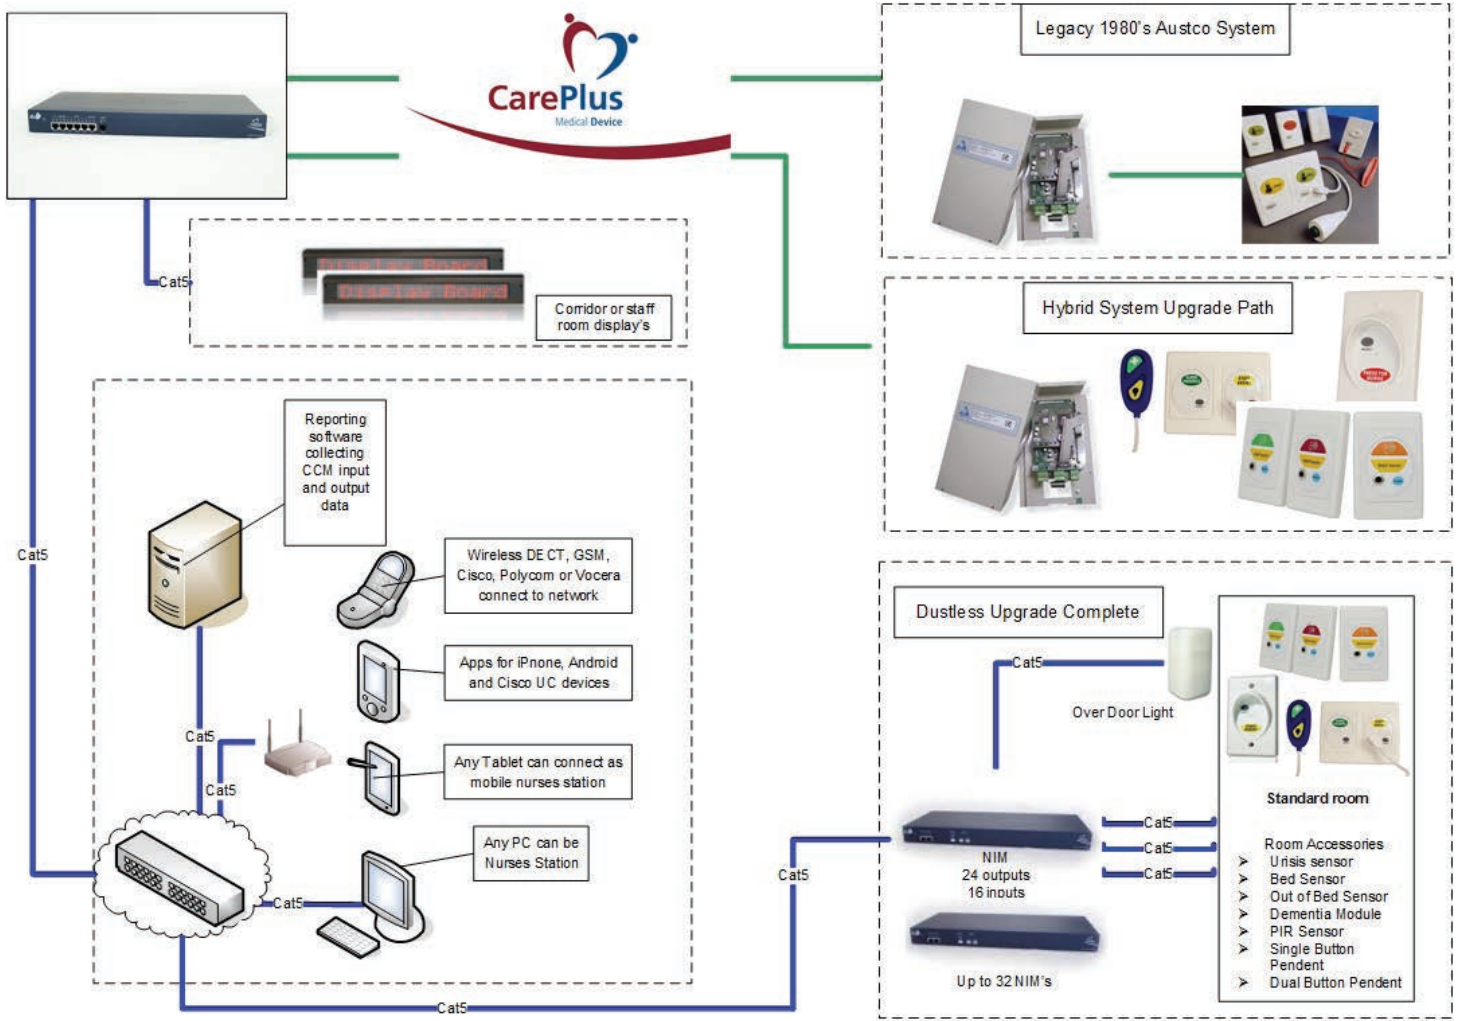 Legacy 1980's Austco System
CarePlus
Medical Device
Cat5
Display Board
Display Board
Corridor or staff
room display's
Hybrid System Upgrade Path
PRESS FOR
NURSE
Reporting
software
collecting
CCM input
and output
data
Cat5
Wireless DECT, GSM,
Cisco, Polycom or Vocera
connect to network
Apps for iPnone, Android
and Cisco UC devices
Cat5
Cat5
Any Tablet can connect as
mobile nurses station
Any PC can be
Nurses Station
Cat5
Cat5
Dustless Upgrade Complete
Cat5
Over Door Light
Cat5
NIM
24 outputs
16 inputs
Cat5
Cat5
Cat5
Up to 32 NIM's
Standard room
Room Accessories
➤ Urisis sensor
➤ Bed Sensor
➤ Out of Bed Sensor
➤ Dementia Module
➤ PIR Sensor
➤ Single Button
Pendent
➤ Dual Button Pendent